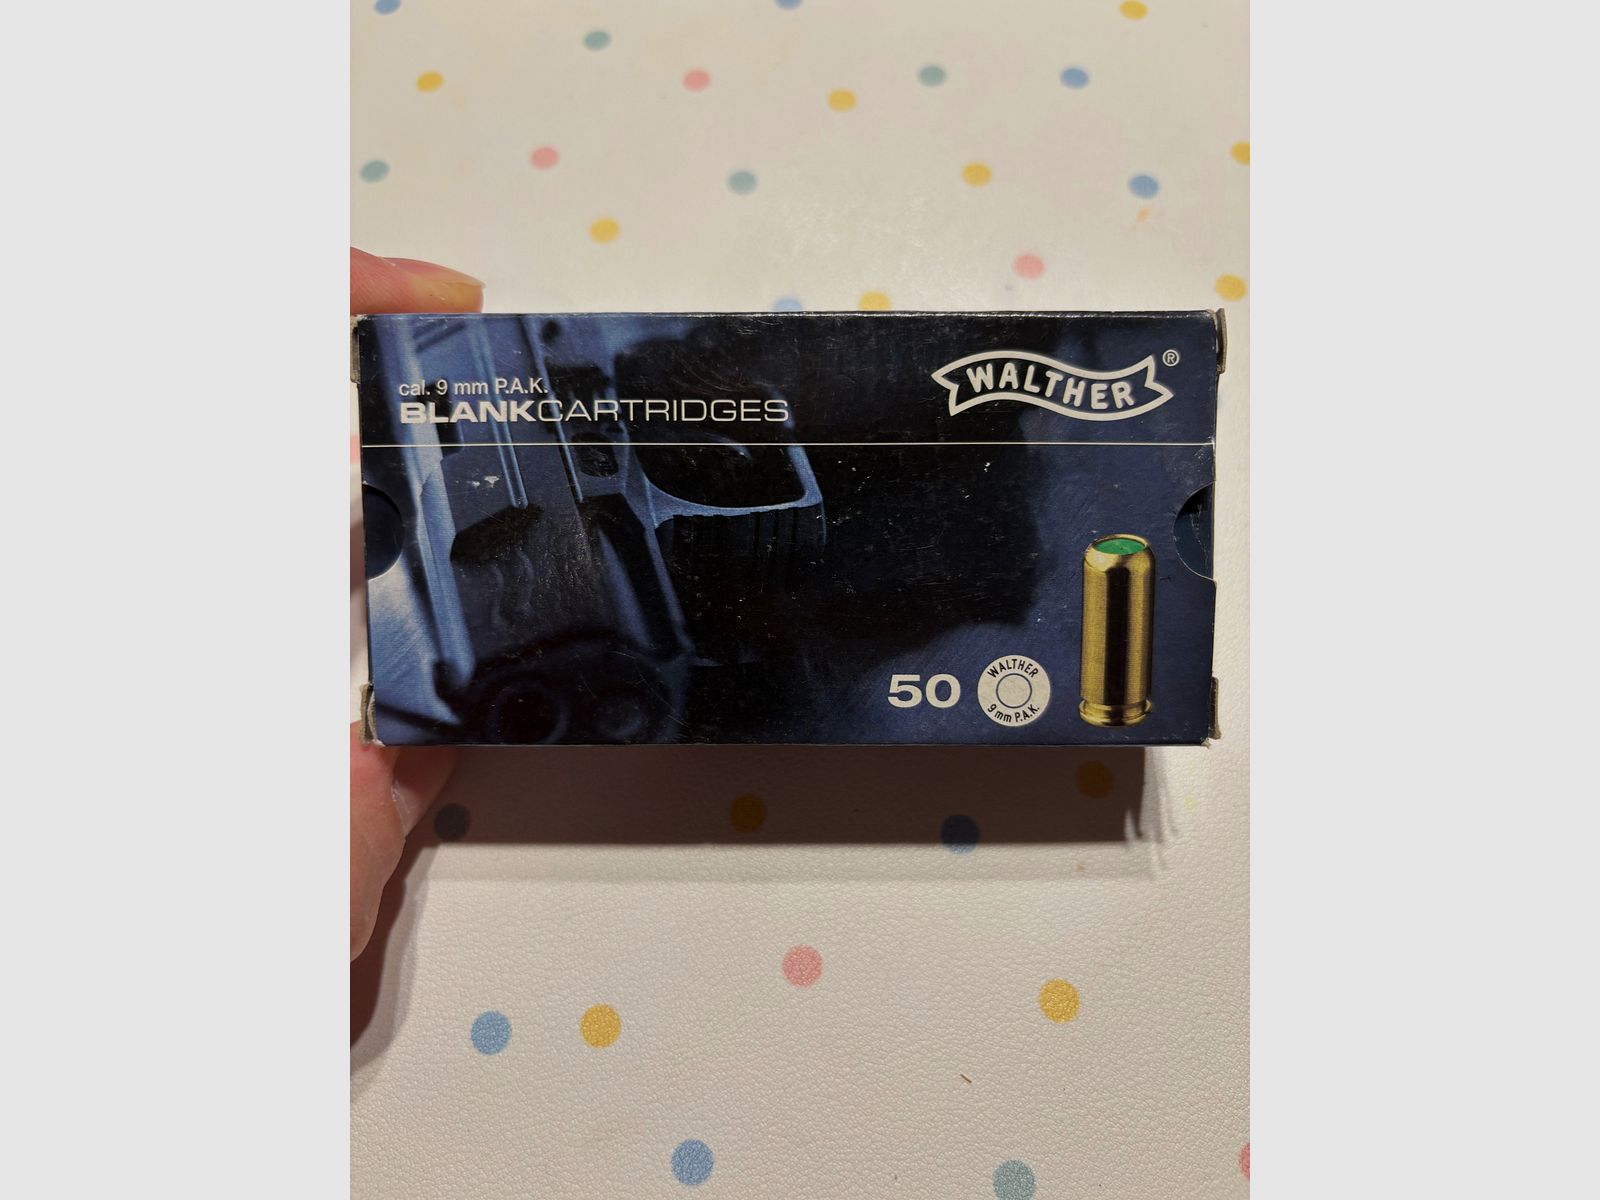 cal. 9 mm P.A.K.
BLANKCARTRIDGES
WALTHER®
50
WALTHER
9 mm P.A.K.